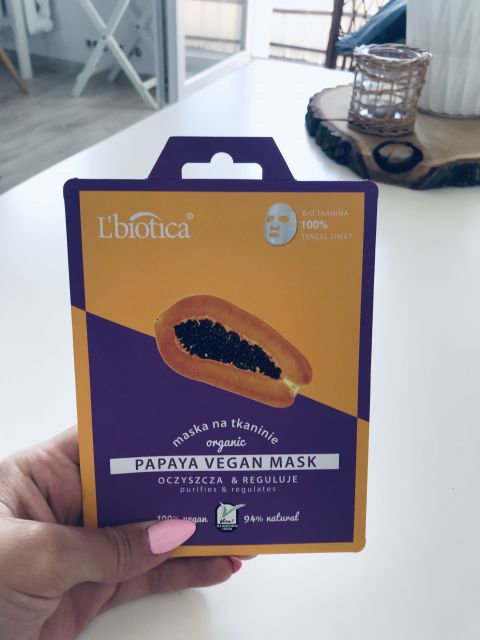 L'biotica®
BIO TKANINA
100%
TENCEL SHEET
maska na tkaninie
organic
PAPAYA VEGAN MASK
OCZYSZCZA & REGULUJE
purifies & regulates
100% vegan
94% natural